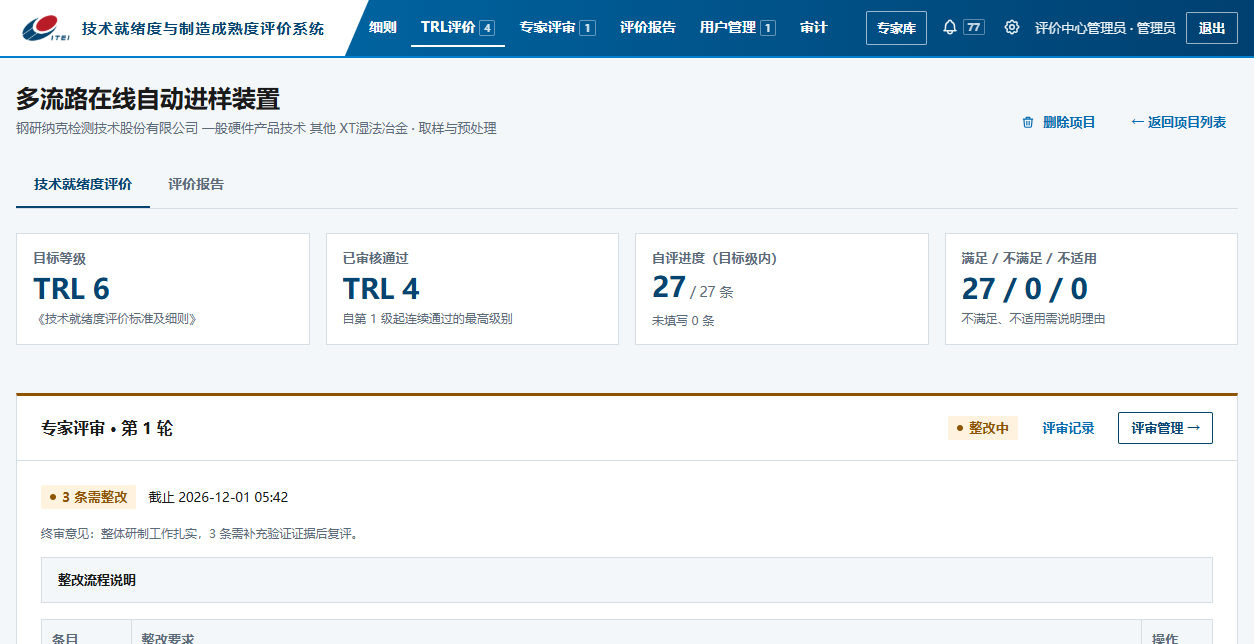 ITEI 技术就绪度与制造成熟度评价系统 细则 TRL评价 4 专家评审 1 评价报告 用户管理 1 审计 专家库 77 评价中心管理员 · 管理员 退出
多流路在线自动进样装置
钢研纳克检测技术股份有限公司 一般硬件产品技术 其他 XT湿法冶金 · 取样与预处理
删除项目 ← 返回项目列表
技术就绪度评价 评价报告
目标等级
TRL 6
《技术就绪度评价标准及细则》
已审核通过
TRL 4
自第 1 级起连续通过的最高级别
自评进度（目标级内）
27 / 27 条
未填写 0 条
满足 / 不满足 / 不适用
27 / 0 / 0
不满足、不适用需说明理由
专家评审 • 第 1 轮 整改中 评审记录 评审管理 →
3 条需整改 截止 2026-12-01 05:42
终审意见：整体研制工作扎实，3 条需补充验证证据后复评。
整改流程说明
条目 整改要求 操作